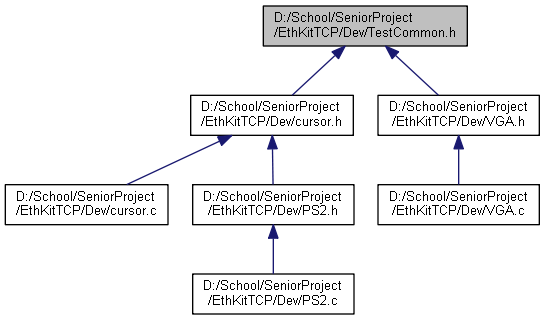 D:/School/SeniorProject
/EthKitTCP/Dev/TestCommon.h
D:/School/SeniorProject
/EthKitTCP/Dev/cursor.h
D:/School/SeniorProject
/EthKitTCP/Dev/VGA.h
D:/School/SeniorProject
/EthKitTCP/Dev/cursor.c
D:/School/SeniorProject
/EthKitTCP/Dev/PS2.h
D:/School/SeniorProject
/EthKitTCP/Dev/VGA.c
D:/School/SeniorProject
/EthKitTCP/Dev/PS2.c